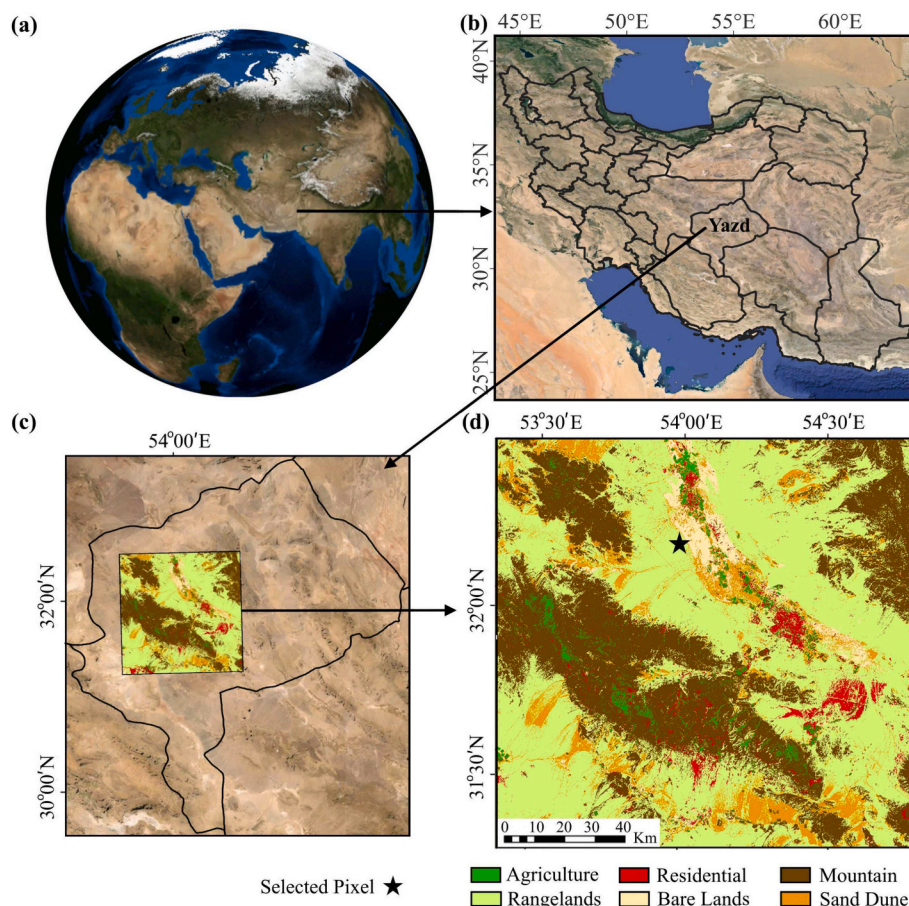 (a)
(b)
45°E 50°E 55°E 60°E
40°N
35°N
30°N
25°N
Yazd
(c)
54°00′E
32°00′N
30°00′N
(d)
53°30′E 54°00′E 54°30′E
32°00′N
31°30′N
0 10 20 30 40
Km
Selected Pixel
Agriculture Residential Mountain
Rangelands Bare Lands Sand Dune